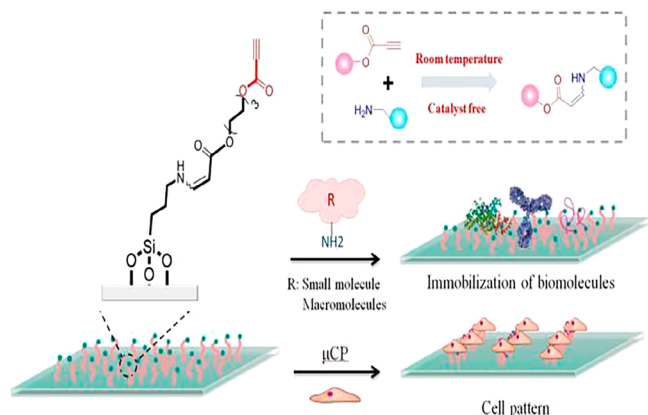 Room temperature
+
Catalyst free
O
O
H₂N
O
O
HN
O
O
3
O
O
H
N
Si
O O O
R
NH2
R: Small molecule
Macromolecules
Immobilization of biomolecules
μCP
Cell pattern